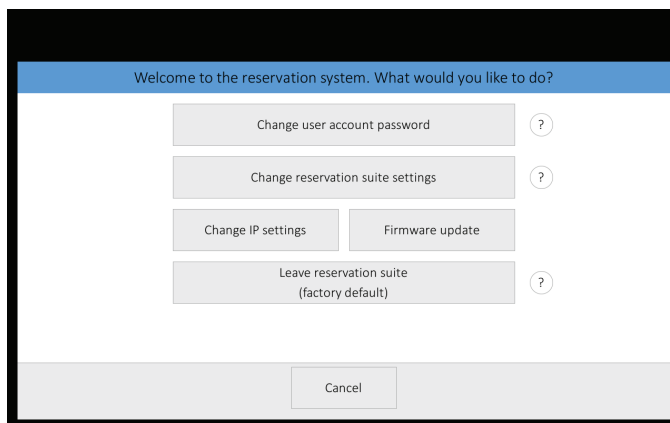 Welcome to the reservation system. What would you like to do?
Change user account password ?
Change reservation suite settings ?
Change IP settings Firmware update
Leave reservation suite
(factory default) ?
Cancel